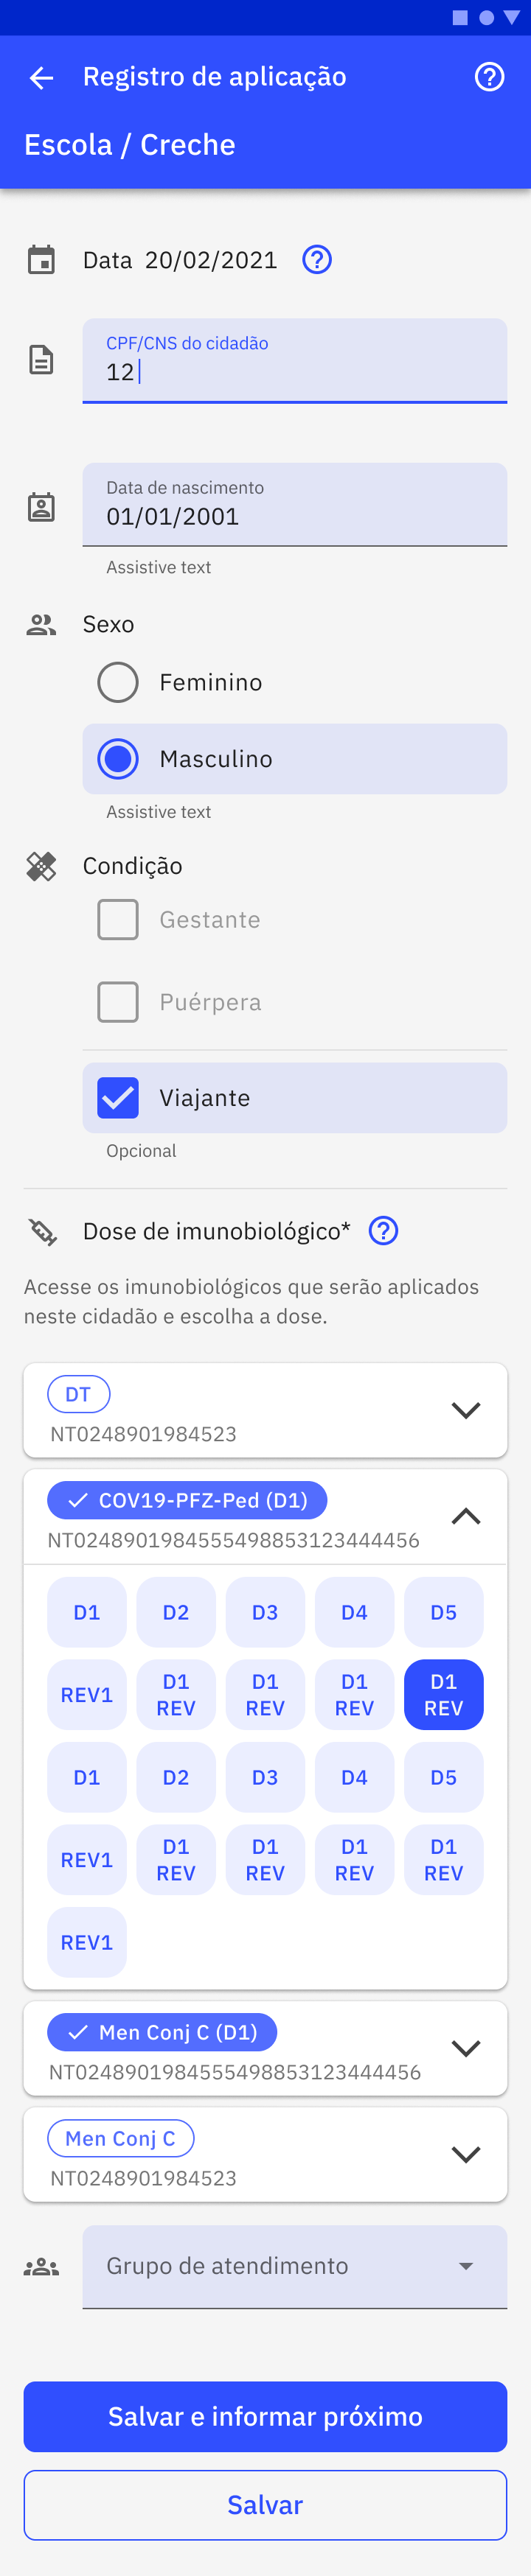 Registro de aplicação
Escola / Creche
Data 20/02/2021
CPF/CNS do cidadão
12
Data de nascimento
01/01/2001
Assistive text
Sexo
Feminino
Masculino
Assistive text
Condição
Gestante
Puérpera
Viajante
Opcional
Dose de imunobiológico*
Acesse os imunobiológicos que serão aplicados
neste cidadão e escolha a dose.
DT
NT0248901984523
COV19-PFZ-Ped (D1)
NT0248901984555498853123444456
D1 D2 D3 D4 D5
REV1 D1 REV D1 REV D1 REV D1 REV
D1 D2 D3 D4 D5
REV1 D1 REV D1 REV D1 REV D1 REV
REV1
Men Conj C (D1)
NT0248901984555498853123444456
Men Conj C
NT0248901984523
Grupo de atendimento
Salvar e informar próximo
Salvar